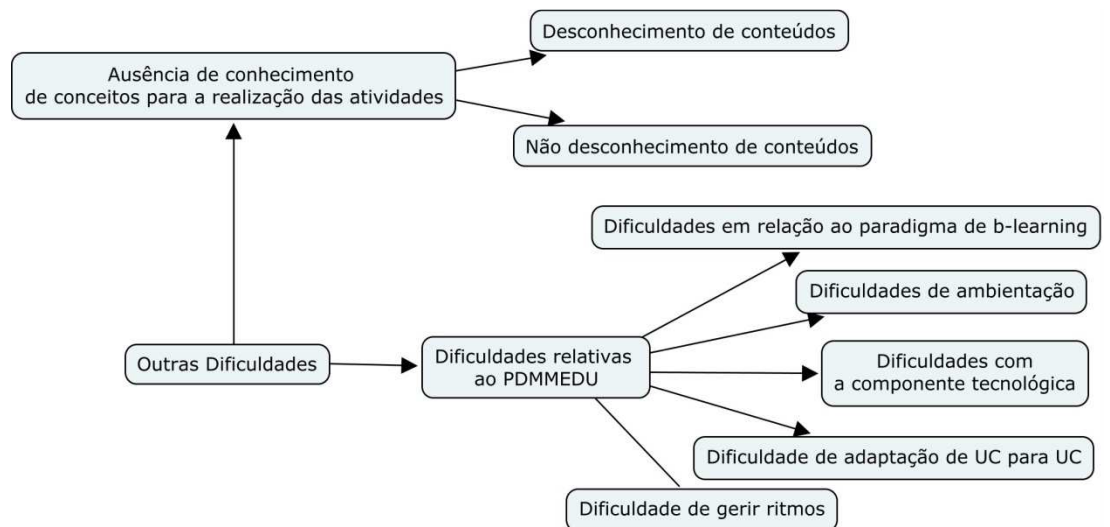 Desconhecimento de conteúdos
Ausência de conhecimento
de conceitos para a realização das atividades
Não desconhecimento de conteúdos
Dificuldades em relação ao paradigma de b-learning
Dificuldades de ambientação
Outras Dificuldades
Dificuldades relativas
ao PDMMEDU
Dificuldades com
a componente tecnológica
Dificuldade de adaptação de UC para UC
Dificuldade de gerir ritmos